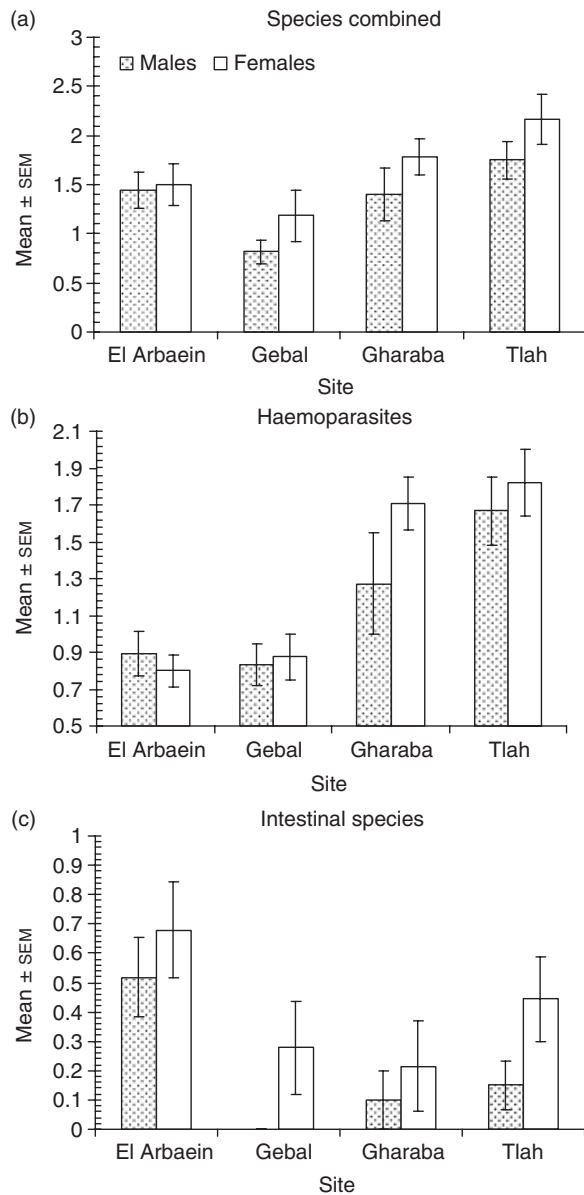 (a) Species combined
3
2.5
2
1.5
1
0.5
0
Mean ± SEM
Males Females
El Arbaein Gebal Gharaba Tlah
Site
(b) Haemoparasites
2.1
1.9
1.7
1.5
1.3
1.1
0.9
0.7
0.5
Mean ± SEM
El Arbaein Gebal Gharaba Tlah
Site
(c) Intestinal species
1
0.9
0.8
0.7
0.6
0.5
0.4
0.3
0.2
0.1
0
Mean ± SEM
El Arbaein Gebal Gharaba Tlah
Site